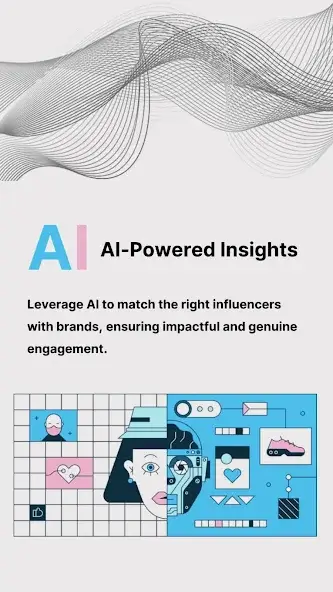 AI
AI-Powered Insights
Leverage AI to match the right influencers
with brands, ensuring impactful and genuine
engagement.